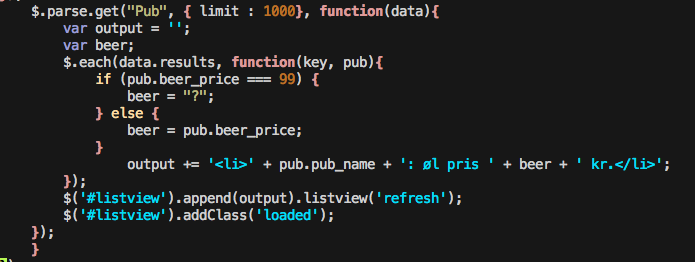 $.parse.get("Pub", { limit : 1000}, function(data){
    var output = '';
    var beer;
    $.each(data.results, function(key, pub){
        if (pub.beer_price === 99) {
            beer = "?";
        } else {
            beer = pub.beer_price;
        }
            output += '<li>' + pub.pub_name + ': øl pris ' + beer + ' kr.</li>';
    });
    $('#listview').append(output).listview('refresh');
    $('#listview').addClass('loaded');
});
}